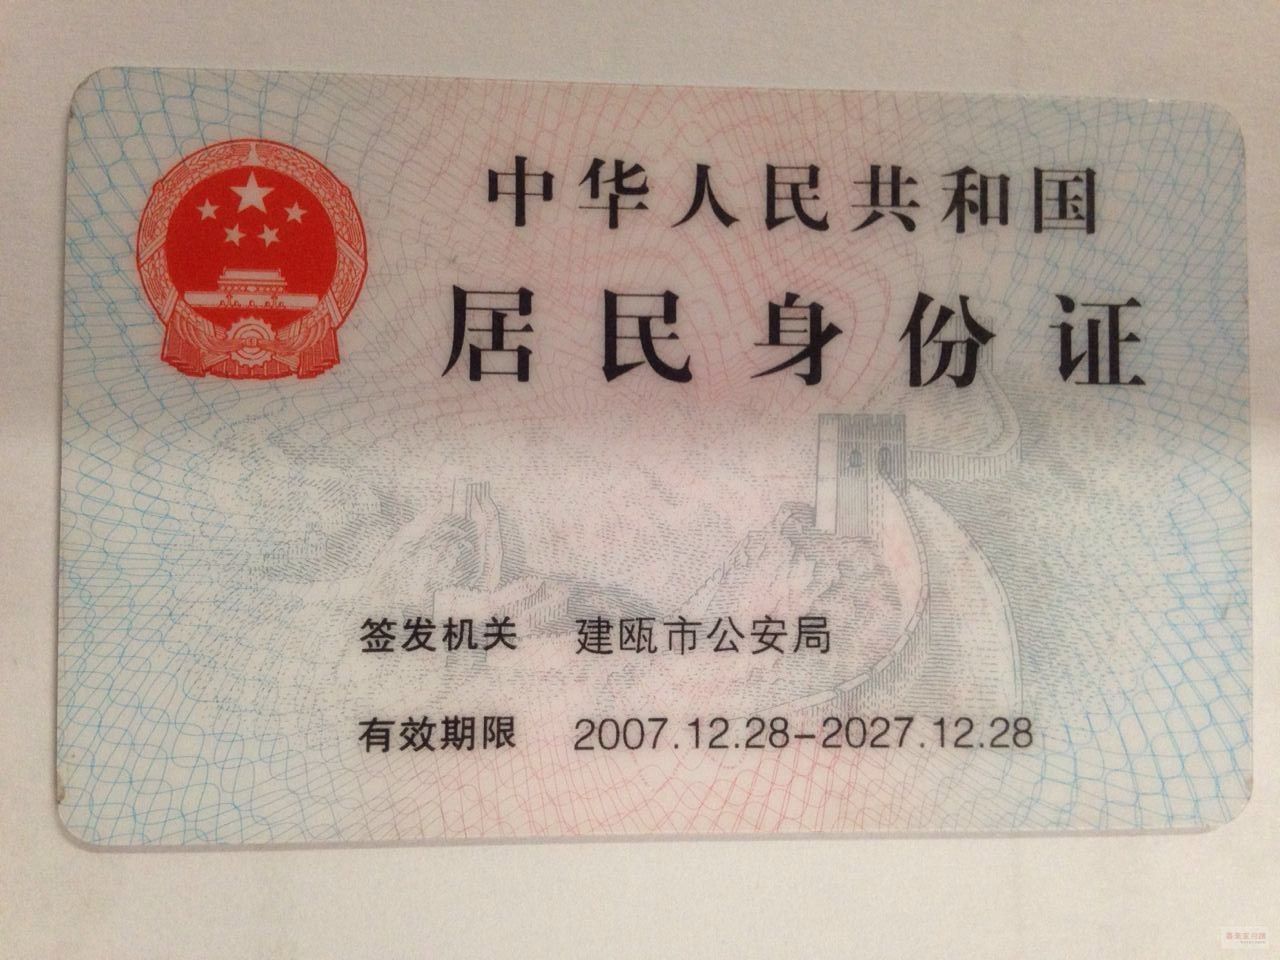 中华人民共和国
居民身份证
签发机关 建瓯市公安局
有效期限 2007.12.28-2027.12.28